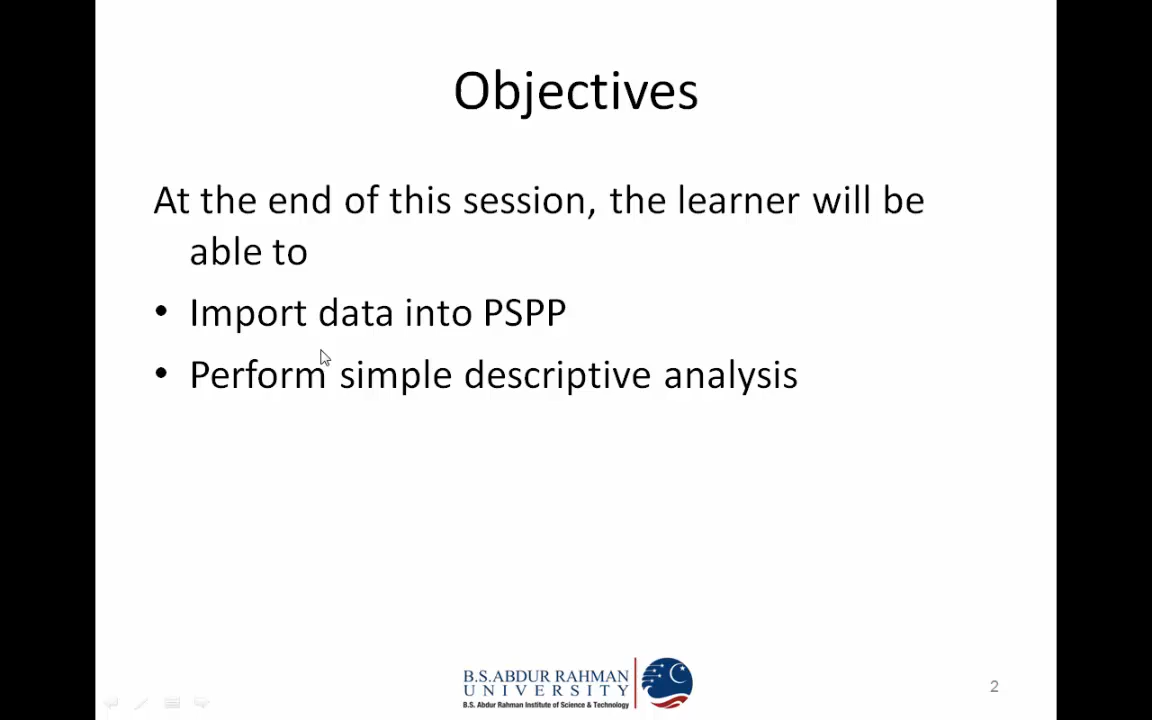 Objectives
At the end of this session, the learner will be
able to
• Import data into PSPP
• Perform simple descriptive analysis
B.S.ABDUR RAHMAN
UNIVERSITY
B.S. Abdur Rahman Institute of Science & Technology
2